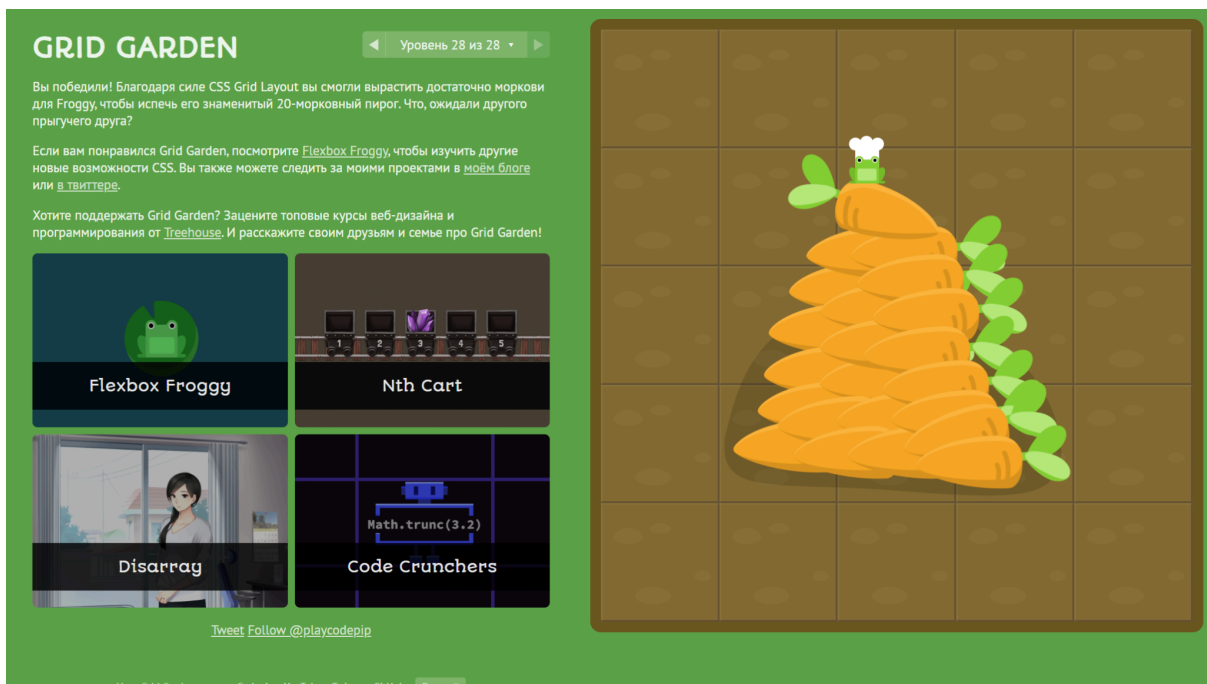 GRID GARDEN
Уровень 28 из 28
Вы победили! Благодаря силе CSS Grid Layout вы смогли вырастить достаточно моркови
для Froggy, чтобы испечь его знаменитый 20-морковный пирог. Что, ожидали другого
прыгучего друга?
Если вам понравился Grid Garden, посмотрите Flexbox Froggy, чтобы изучить другие
новые возможности CSS. Вы также можете следить за моими проектами в моём блоге
или в твиттере.
Хотите поддержать Grid Garden? Зацените топовые курсы веб-дизайна и
программирования от Treehouse. И расскажите своим друзьям и семье про Grid Garden!
Flexbox Froggy
1 2 3 4 5
Nth Cart
Disarray
Math.trunc(3.2)
Code Crunchers
Tweet Follow @playcodepip